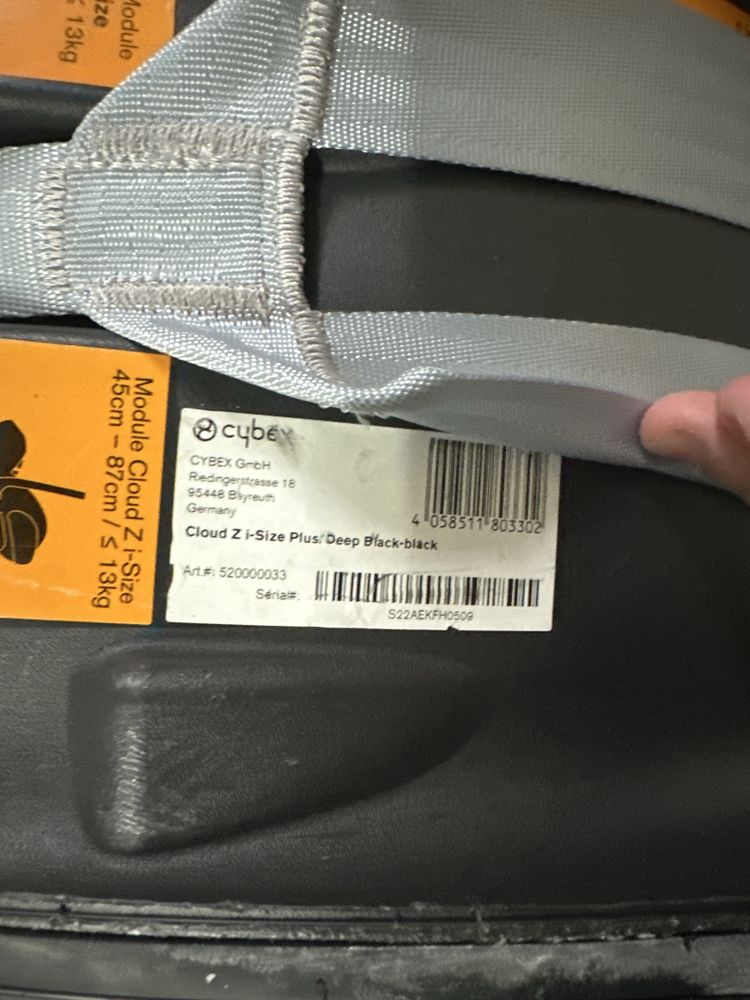 Module
ize
≤ 13kg
Module Cloud Z i-Size
45cm – 87cm / ≤ 13kg
cybex
CYBEX GmbH
Riedingerstrasse 18
95448 Bayreuth
Germany
4 058511 803302
Cloud Z i-Size Plus/Deep Black-black
Art.#: 520000033
Serial#:
S22AEKFH0509